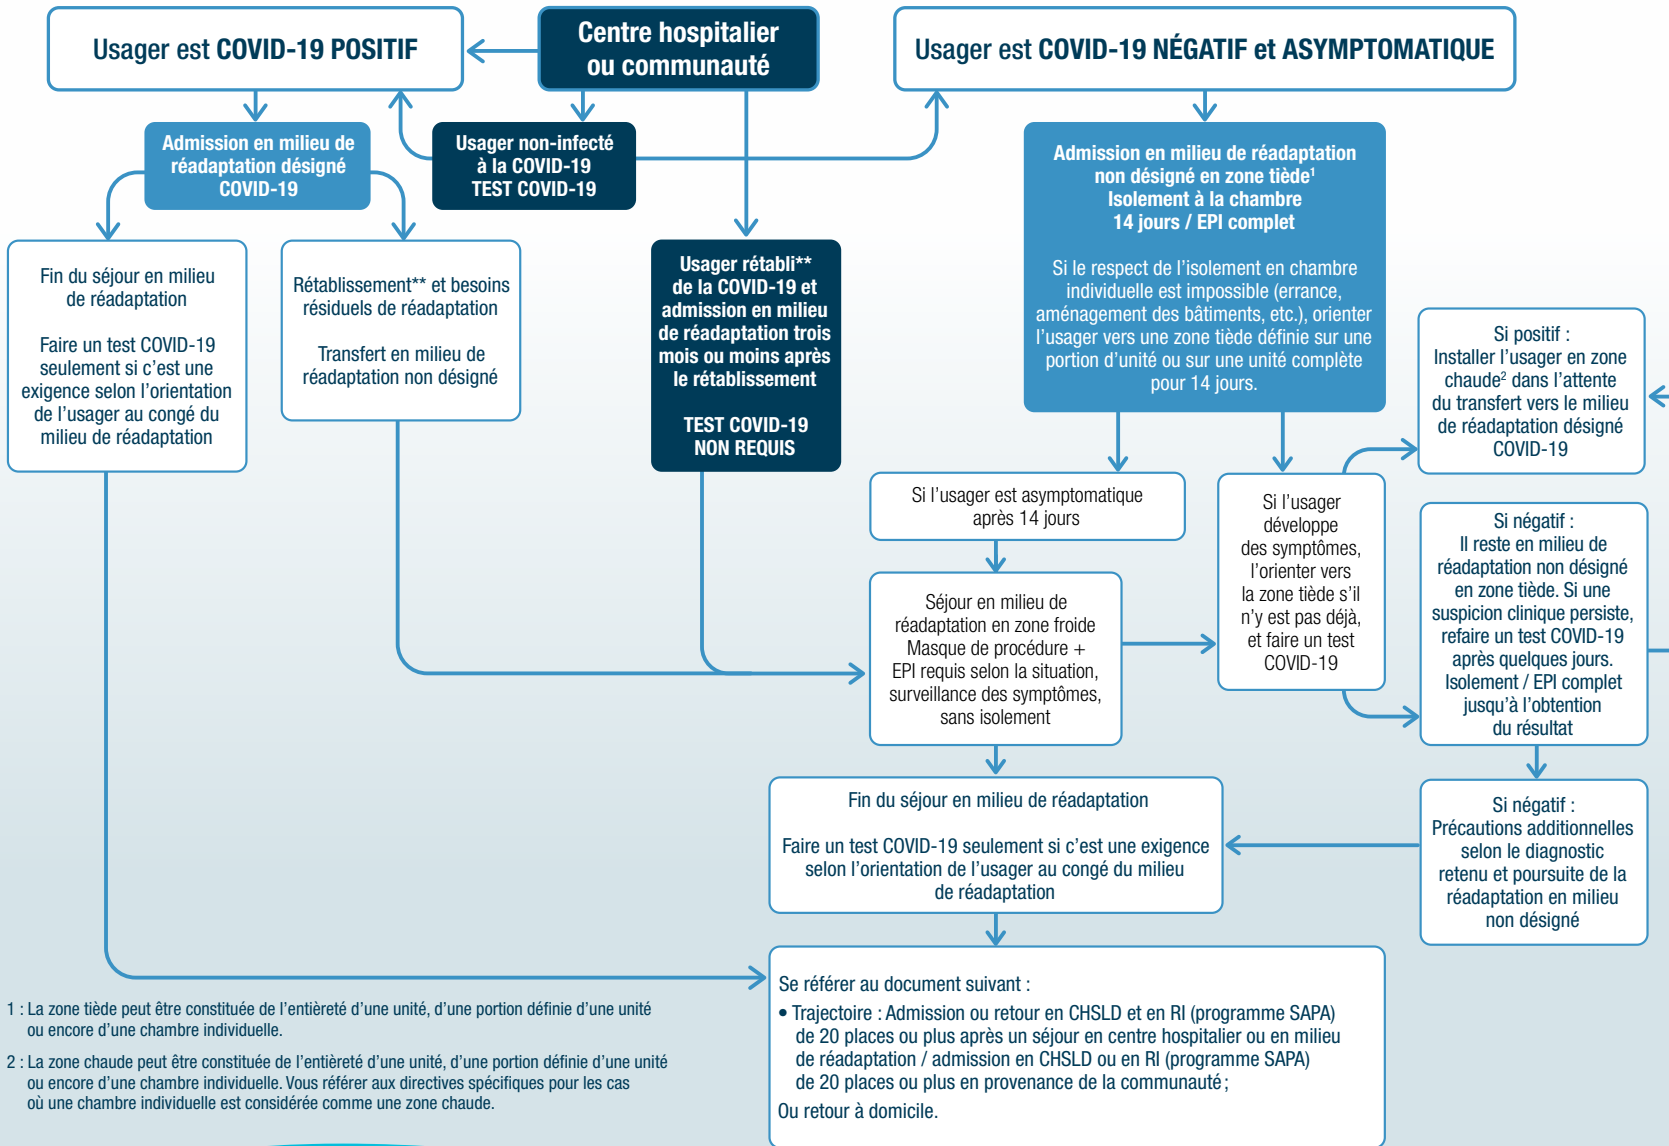 Usager est COVID-19 POSITIF
Centre hospitalier
ou communauté
Usager est COVID-19 NÉGATIF et ASYMPTOMATIQUE
Admission en milieu de
réadaptation désigné
COVID-19
Usager non-infecté
à la COVID-19
TEST COVID-19
Admission en milieu de réadaptation
non désigné en zone tiède1
Isolement à la chambre
14 jours / EPI complet
Si le respect de l’isolement en chambre
individuelle est impossible (errance,
aménagement des bâtiments, etc.), orienter
l’usager vers une zone tiède définie sur une
portion d’unité ou sur une unité complète
pour 14 jours.
Fin du séjour en milieu
de réadaptation
Faire un test COVID-19
seulement si c’est une
exigence selon l’orientation
de l’usager au congé du
milieu de réadaptation
Rétablissement** et besoins
résiduels de réadaptation
Transfert en milieu de
réadaptation non désigné
Usager rétabli**
de la COVID-19 et
admission en milieu
de réadaptation trois
mois ou moins après
le rétablissement
TEST COVID-19
NON REQUIS
Si positif :
Installer l’usager en zone
chaude2 dans l’attente
du transfert vers le milieu
de réadaptation désigné
COVID-19
Si l’usager est asymptomatique
après 14 jours
Si l’usager
développe
des symptômes,
l’orienter vers
la zone tiède s’il
n’y est pas déjà,
et faire un test
COVID-19
Si négatif :
Il reste en milieu de
réadaptation non désigné
en zone tiède. Si une
suspicion clinique persiste,
refaire un test COVID-19
après quelques jours.
Isolement / EPI complet
jusqu’à l’obtention
du résultat
Séjour en milieu de
réadaptation en zone froide
Masque de procédure +
EPI requis selon la situation,
surveillance des symptômes,
sans isolement
Fin du séjour en milieu de réadaptation
Faire un test COVID-19 seulement si c’est une exigence
selon l’orientation de l’usager au congé du milieu
de réadaptation
Si négatif :
Précautions additionnelles
selon le diagnostic
retenu et poursuite de la
réadaptation en milieu
non désigné
Se référer au document suivant :
• Trajectoire : Admission ou retour en CHSLD et en RI (programme SAPA)
de 20 places ou plus après un séjour en centre hospitalier ou en milieu
de réadaptation / admission en CHSLD ou en RI (programme SAPA)
de 20 places ou plus en provenance de la communauté ;
Ou retour à domicile.
1 : La zone tiède peut être constituée de l’entièreté d’une unité, d’une portion définie d’une unité
ou encore d’une chambre individuelle.
2 : La zone chaude peut être constituée de l’entièreté d’une unité, d’une portion définie d’une unité
ou encore d’une chambre individuelle. Vous référer aux directives spécifiques pour les cas
où une chambre individuelle est considérée comme une zone chaude.